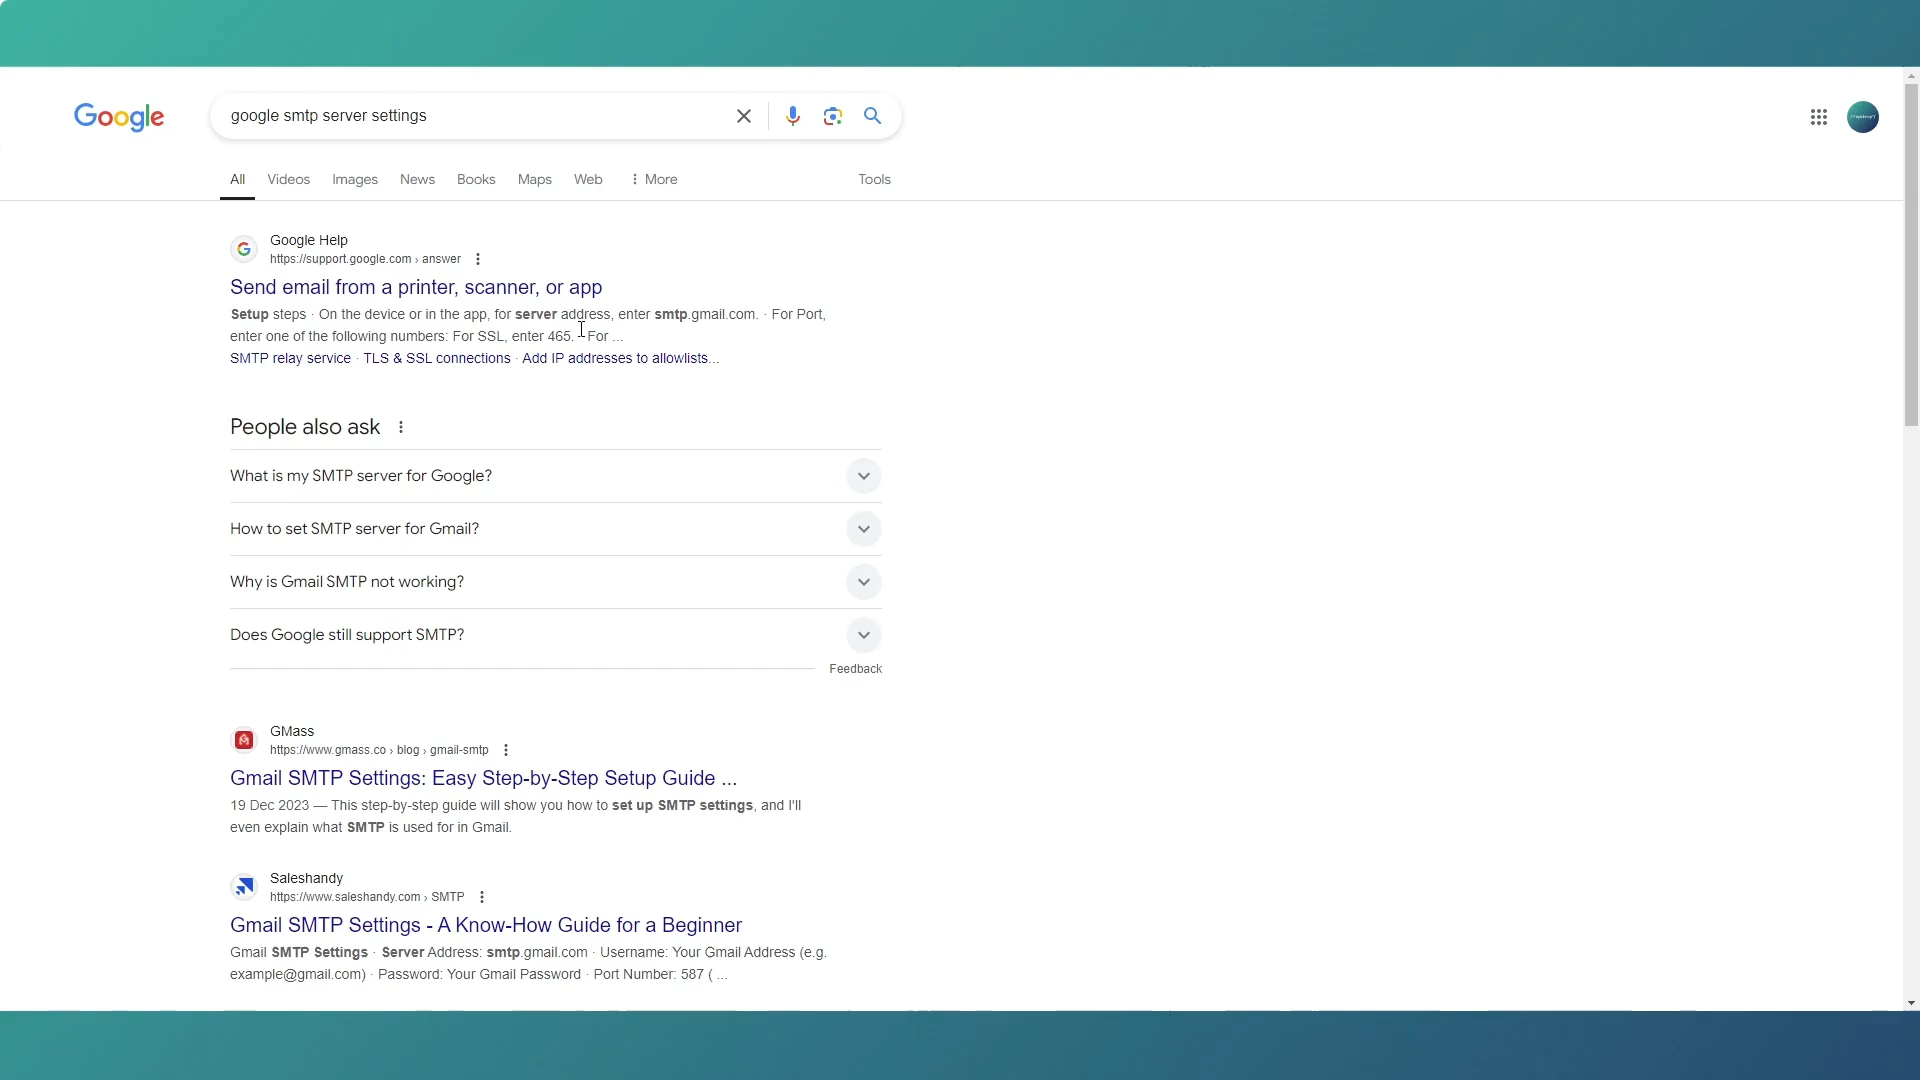 Google
google smtp server settings
All Videos Images News Books Maps Web More Tools
Google Help
https://support.google.com › answer
Send email from a printer, scanner, or app
Setup steps · On the device or in the app, for server address, enter smtp.gmail.com. · For Port,
enter one of the following numbers: For SSL, enter 465. · For ...
SMTP relay service · TLS & SSL connections · Add IP addresses to allowlists...
People also ask
What is my SMTP server for Google?
How to set SMTP server for Gmail?
Why is Gmail SMTP not working?
Does Google still support SMTP?
Feedback
GMass
https://www.gmass.co › blog › gmail-smtp
Gmail SMTP Settings: Easy Step-by-Step Setup Guide ...
19 Dec 2023 — This step-by-step guide will show you how to set up SMTP settings, and I'll
even explain what SMTP is used for in Gmail.
Saleshandy
https://www.saleshandy.com › SMTP
Gmail SMTP Settings - A Know-How Guide for a Beginner
Gmail SMTP Settings · Server Address: smtp.gmail.com · Username: Your Gmail Address (e.g.
example@gmail.com) · Password: Your Gmail Password · Port Number: 587 ( ...